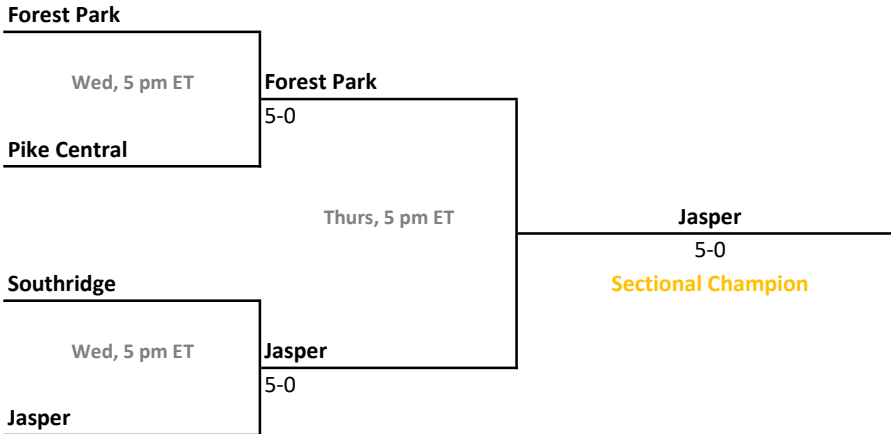 Forest Park
Wed, 5 pm ET
Forest Park
5-0
Pike Central
Thurs, 5 pm ET
Jasper
5-0
Sectional Champion
Southridge
Wed, 5 pm ET
Jasper
5-0
Jasper